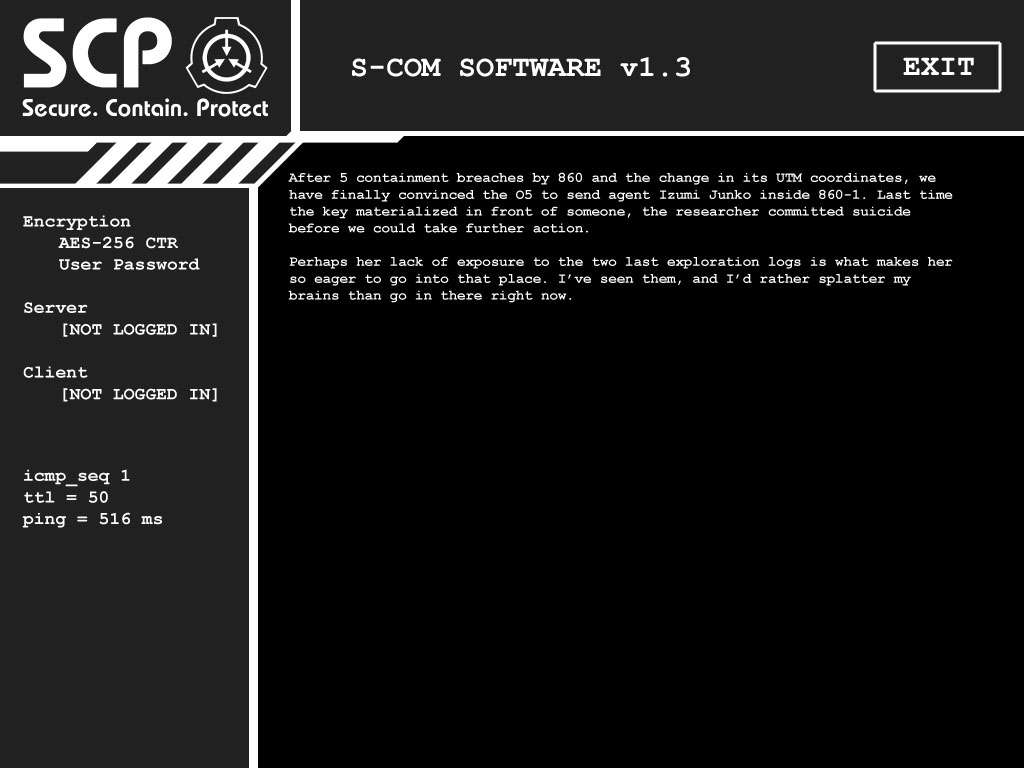 SCP
Secure. Contain. Protect
S-COM SOFTWARE v1.3
EXIT
Encryption
AES-256 CTR
User Password
Server
[NOT LOGGED IN]
Client
[NOT LOGGED IN]
icmp_seq 1
ttl = 50
ping = 516 ms
After 5 containment breaches by 860 and the change in its UTM coordinates, we
have finally convinced the O5 to send agent Izumi Junko inside 860-1. Last time
the key materialized in front of someone, the researcher committed suicide
before we could take further action.
Perhaps her lack of exposure to the two last exploration logs is what makes her
so eager to go into that place. I've seen them, and I'd rather splatter my
brains than go in there right now.